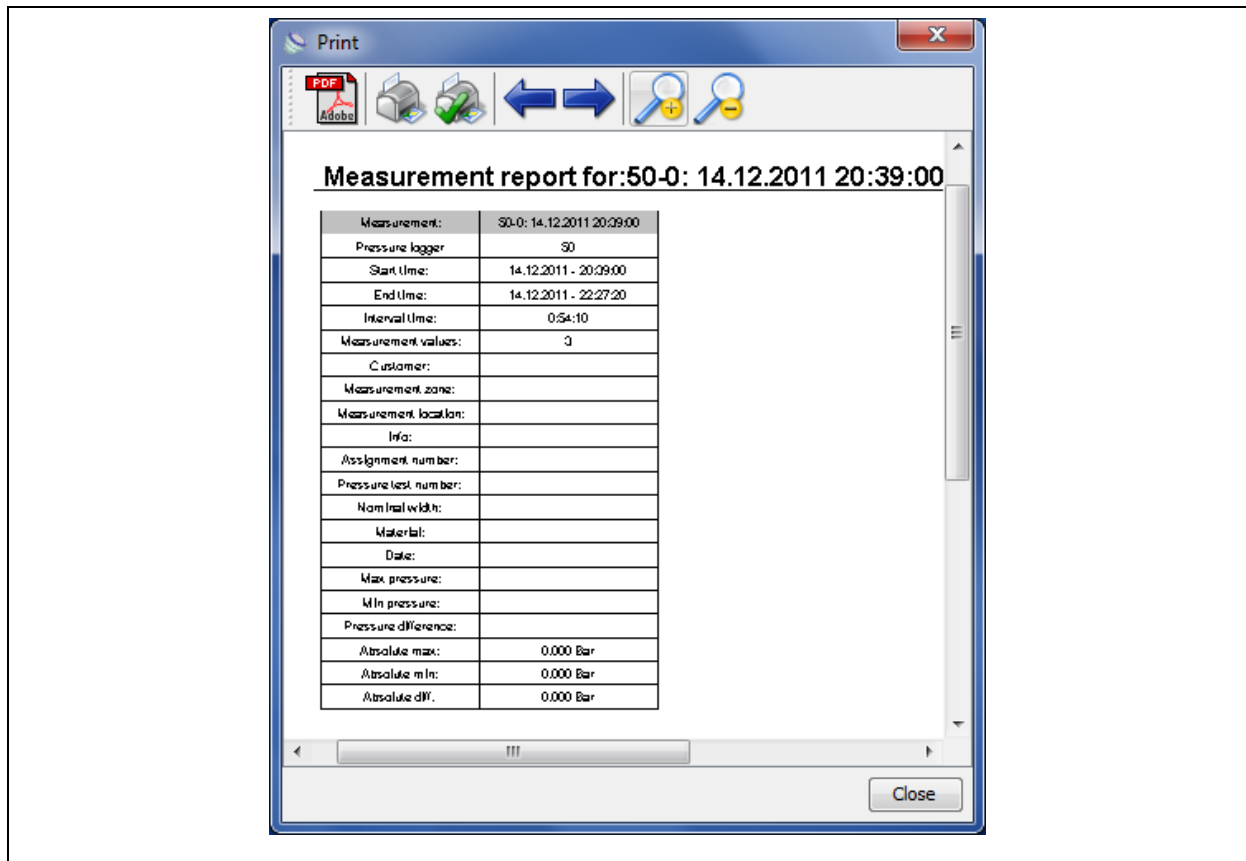 Print
PDF
Adobe
Measurement report for:50-0: 14.12.2011 20:39:00
Measurement: 50-0: 14.12.2011 20:39:00
Pressure logger 50
Start time: 14.12.2011 - 20:39:00
End time: 14.12.2011 - 22:27:20
Interval time: 0:54:10
Measurement values: 3
Customer:
Measurement zone:
Measurement location:
Info:
Assignment number:
Pressure test number:
Nominal width:
Material:
Date:
Max pressure:
Min pressure:
Pressure difference:
Absolute max: 0.000 Bar
Absolute min: 0.000 Bar
Absolute diff. 0.000 Bar
Close